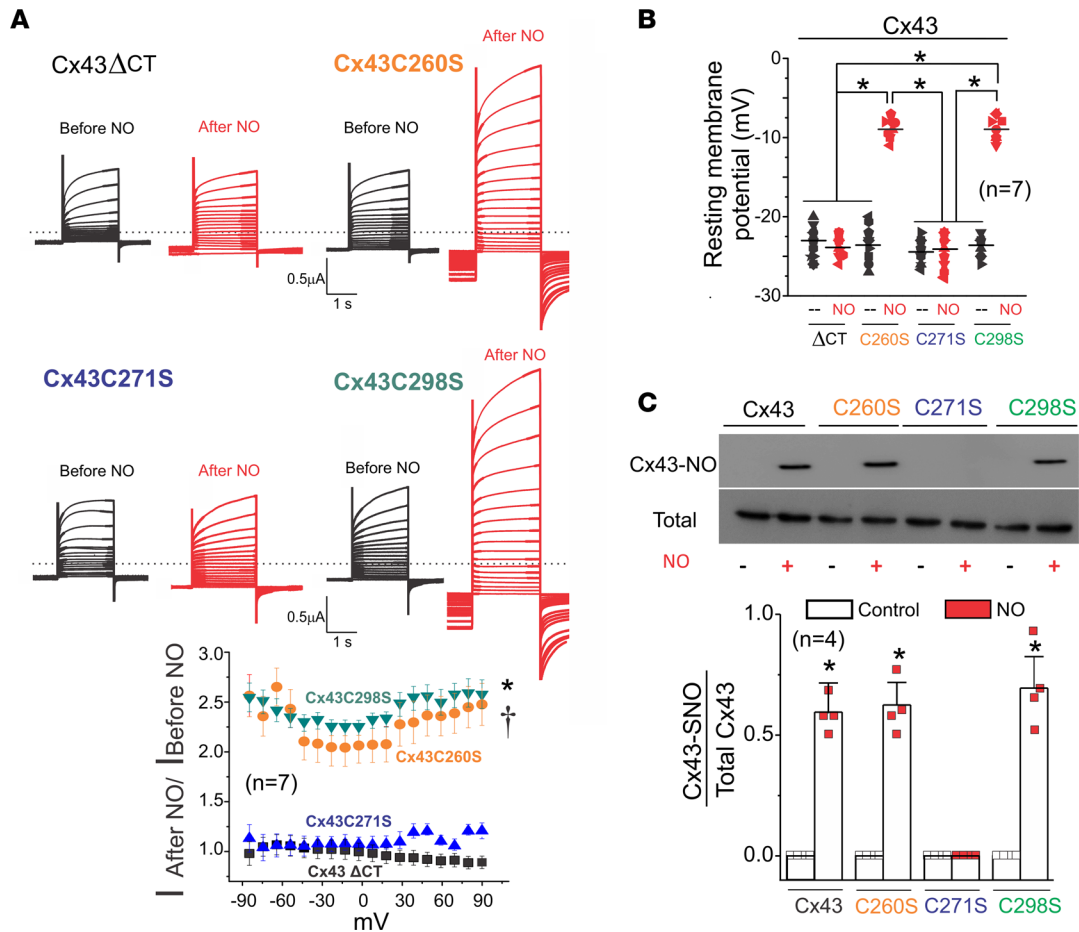 A
Cx43ΔCT
Before NO
After NO
Cx43C260S
Before NO
After NO
0.5µA
1 s
Cx43C271S
Before NO
After NO
Cx43C298S
Before NO
After NO
0.5µA
1 s
I After NO/ I Before NO
3.0
2.5
2.0
1.5
1.0
Cx43C298S
*
†
Cx43C260S
(n=7)
Cx43C271S
Cx43 ΔCT
-90 -60 -30 0 30 60 90
mV
B
Cx43
*
* * *
Resting membrane
potential (mV)
0
-10
-20
-30
(n=7)
-- NO -- NO -- NO -- NO
ΔCT C260S C271S C298S
C
Cx43 C260S C271S C298S
Cx43-NO
Total
NO - + - + - + - +
Control NO
(n=4)
* * *
Cx43-SNO
Total Cx43
1.0
0.5
0.0
Cx43 C260S C271S C298S